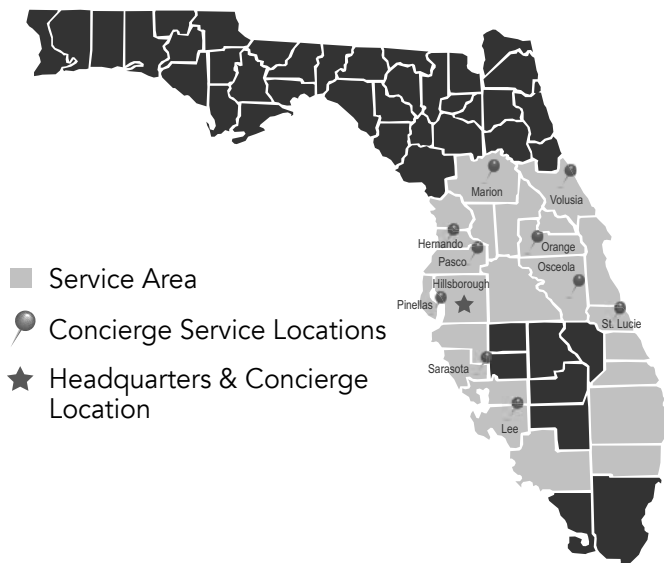 Marion
Volusia
Hernando
Orange
Pasco
Osceola
Service Area
Hillsborough
Pinellas
Concierge Service Locations
St. Lucie
Sarasota
Headquarters & Concierge
Location
Lee